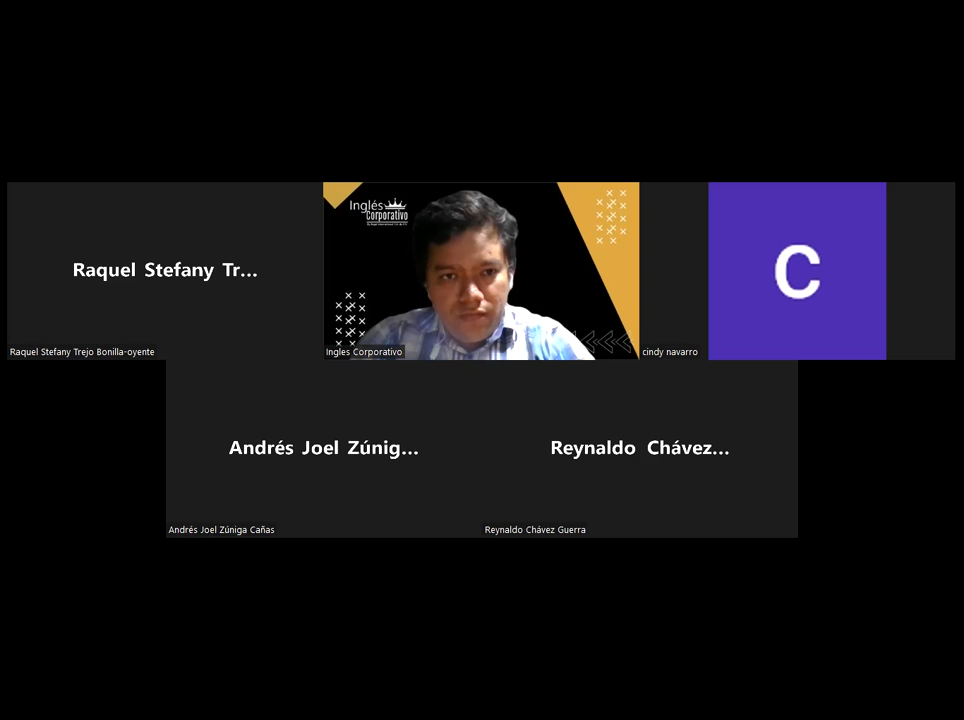 Raquel Stefany Tr...
Raquel Stefany Trejo Bonilla-oyente
Inglés
Corporativo
Ingles Corporativo
C
cindy navarro
Andrés Joel Zúnig...
Andrés Joel Zúniga Cañas
Reynaldo Chávez...
Reynaldo Chávez Guerra